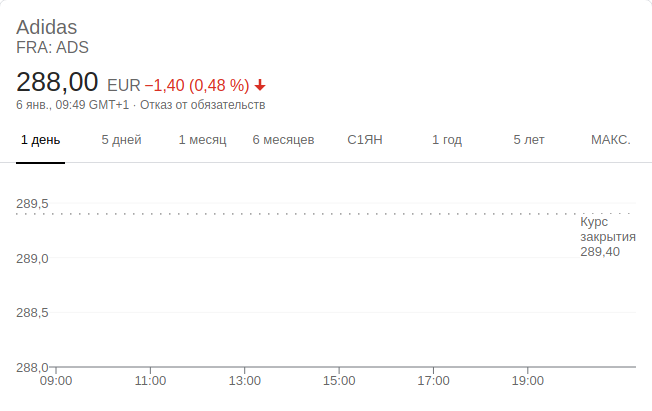 Adidas
FRA: ADS
288,00 EUR −1,40 (0,48 %)
6 янв., 09:49 GMT+1 · Отказ от обязательств
1 день 5 дней 1 месяц 6 месяцев С1ЯН 1 год 5 лет МАКС.
289,5
Курс
закрытия
289,40
289,0
288,5
288,0
09:00 11:00 13:00 15:00 17:00 19:00